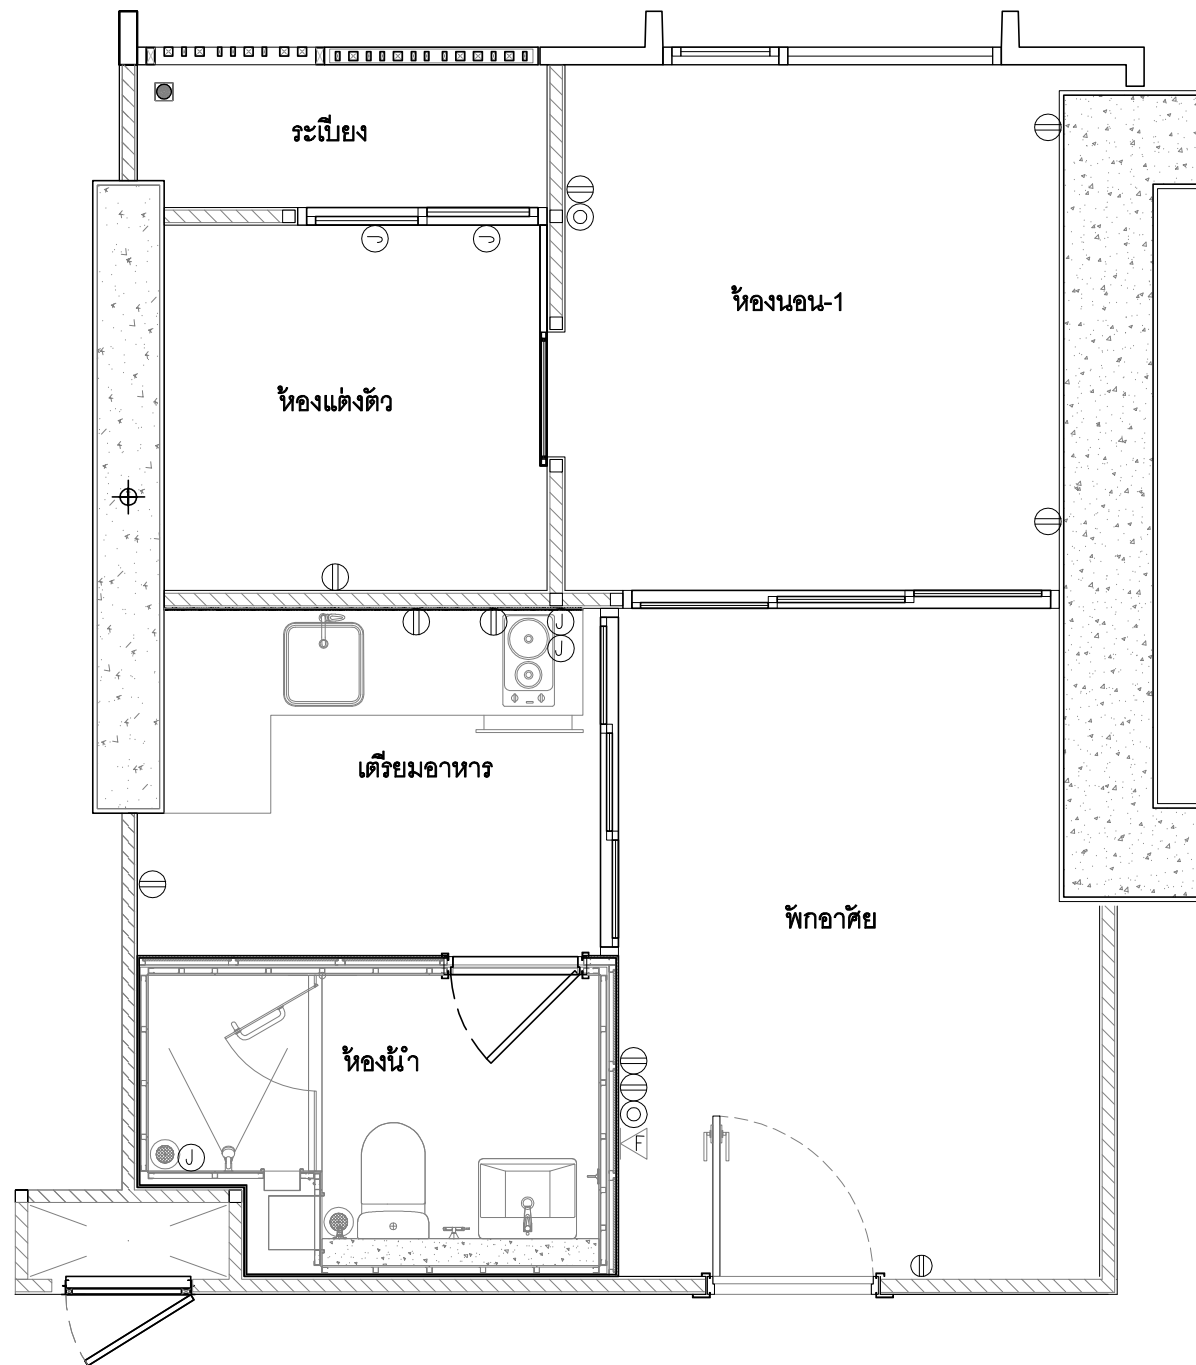 ระเบียง
ห้องนอน-1
J
J
ห้องแต่งตัว
J
J
เตรียมอาหาร
พักอาศัย
ห้องน้ำ
F
J